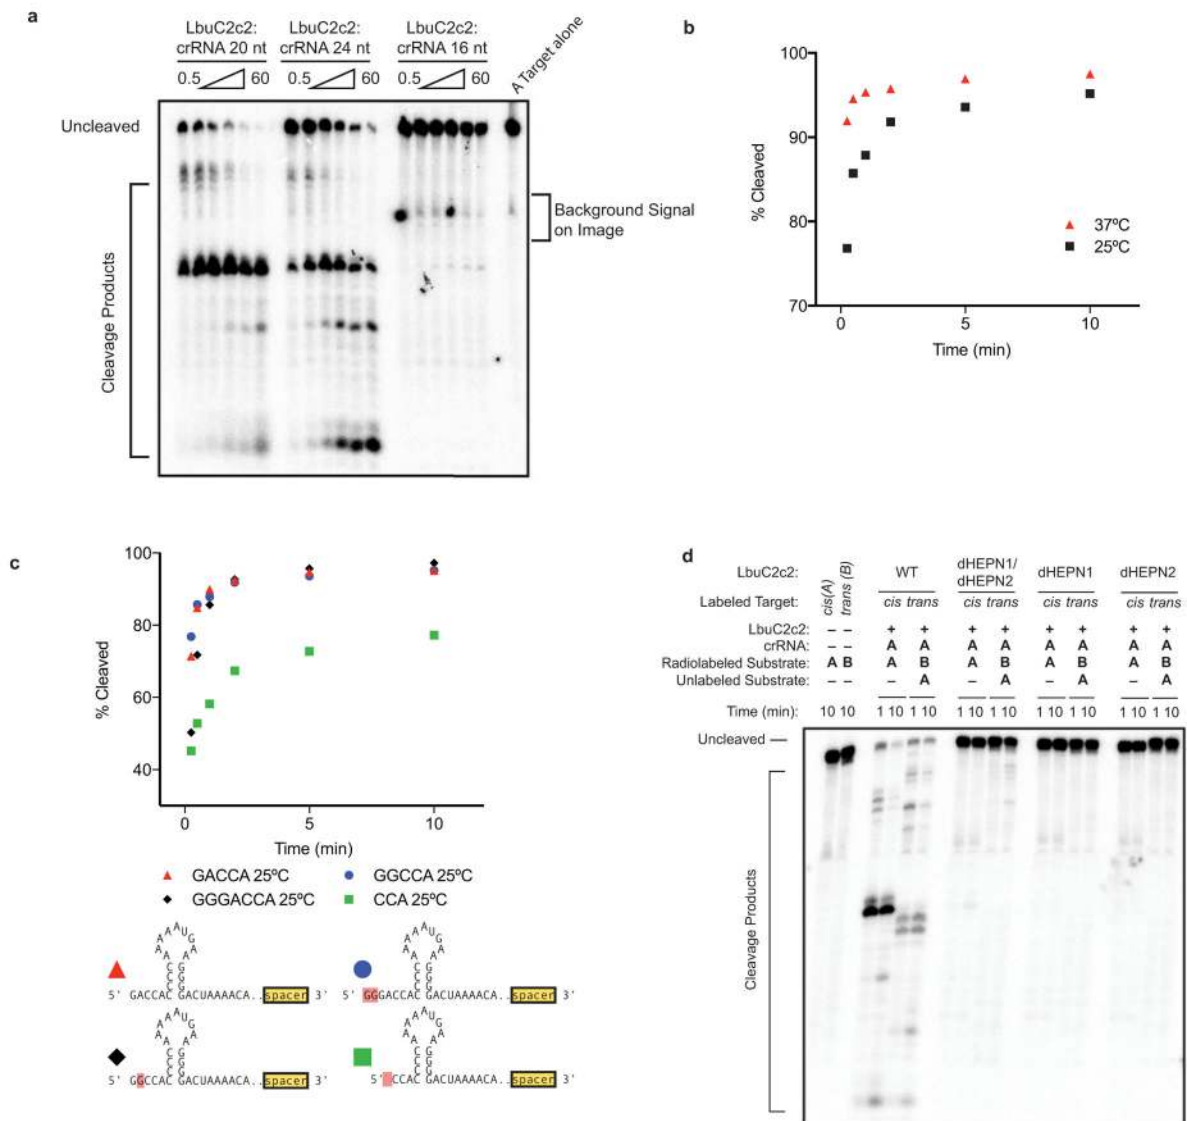 a
LbuC2c2: LbuC2c2: LbuC2c2:
crRNA 20 nt crRNA 24 nt crRNA 16 nt
A Target alone
0.5 60 0.5 60 0.5 60
Uncleaved
Cleavage Products
Background Signal
on Image
b
100
90
80
70
% Cleaved
37ºC
25ºC
0 5 10
Time (min)
c
100
80
60
40
% Cleaved
0 5 10
Time (min)
GACCA 25ºC GGCCA 25ºC
GGGACCA 25ºC CCA 25ºC
5' GACCAC GACUAAAACA..spacer 3'
AAAAUGA
CCC GGG
5' GGGACCAC GACUAAAACA..spacer 3'
AAAAUGA
CCC GGG
5' GGCCAC GACUAAAACA..spacer 3'
5' CCAC GACUAAAACA..spacer 3'
d
LbuC2c2: WT dHEPN1/ dHEPN2 dHEPN1 dHEPN2
cis(A) trans (B)
Labeled Target: cis trans cis trans cis trans cis trans
LbuC2c2: – – + + + + + + + +
crRNA: – – A A A A A A A A
Radiolabeled Substrate: A B A B A B A B A B
Unlabeled Substrate: – – – A – A – A – A
Time (min): 10 10 1 10 1 10 1 10 1 10 1 10 1 10 1 10 1 10
Uncleaved
Cleavage Products